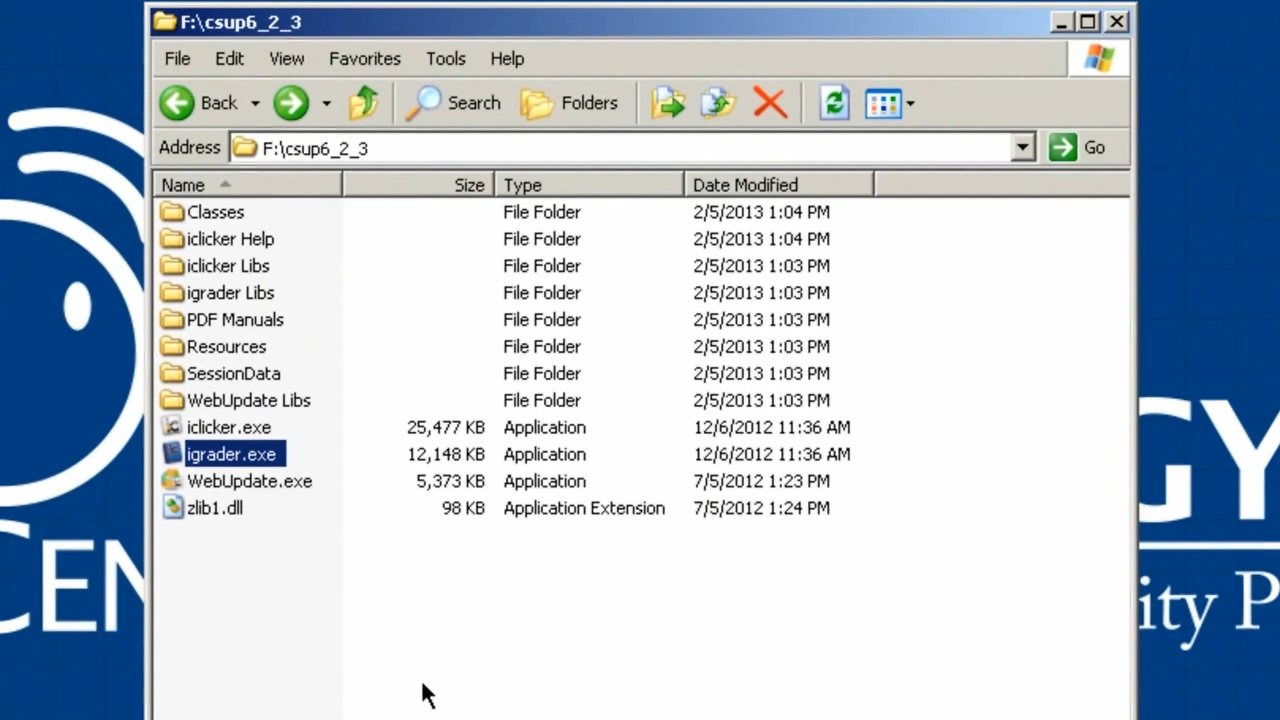 F:\csup6_2_3
File Edit View Favorites Tools Help
Back Search Folders
Address F:\csup6_2_3 Go
Name Size Type Date Modified
Classes File Folder 2/5/2013 1:04 PM
iclicker Help File Folder 2/5/2013 1:04 PM
iclicker Libs File Folder 2/5/2013 1:03 PM
igrader Libs File Folder 2/5/2013 1:03 PM
PDF Manuals File Folder 2/5/2013 1:03 PM
Resources File Folder 2/5/2013 1:03 PM
SessionData File Folder 2/5/2013 1:03 PM
WebUpdate Libs File Folder 2/5/2013 1:03 PM
iclicker.exe 25,477 KB Application 12/6/2012 11:36 AM
igrader.exe 12,148 KB Application 12/6/2012 11:36 AM
WebUpdate.exe 5,373 KB Application 7/5/2012 1:23 PM
zlib1.dll 98 KB Application Extension 7/5/2012 1:24 PM
GY
CEN
ity P